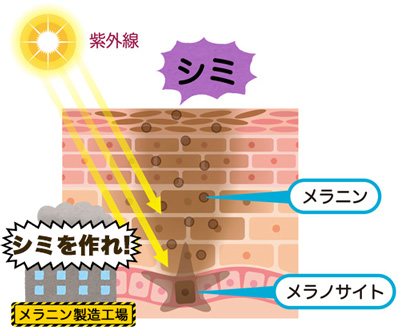 紫外線
シミ
メラニン
シミを作れ!
メラノサイト
メラニン製造工場